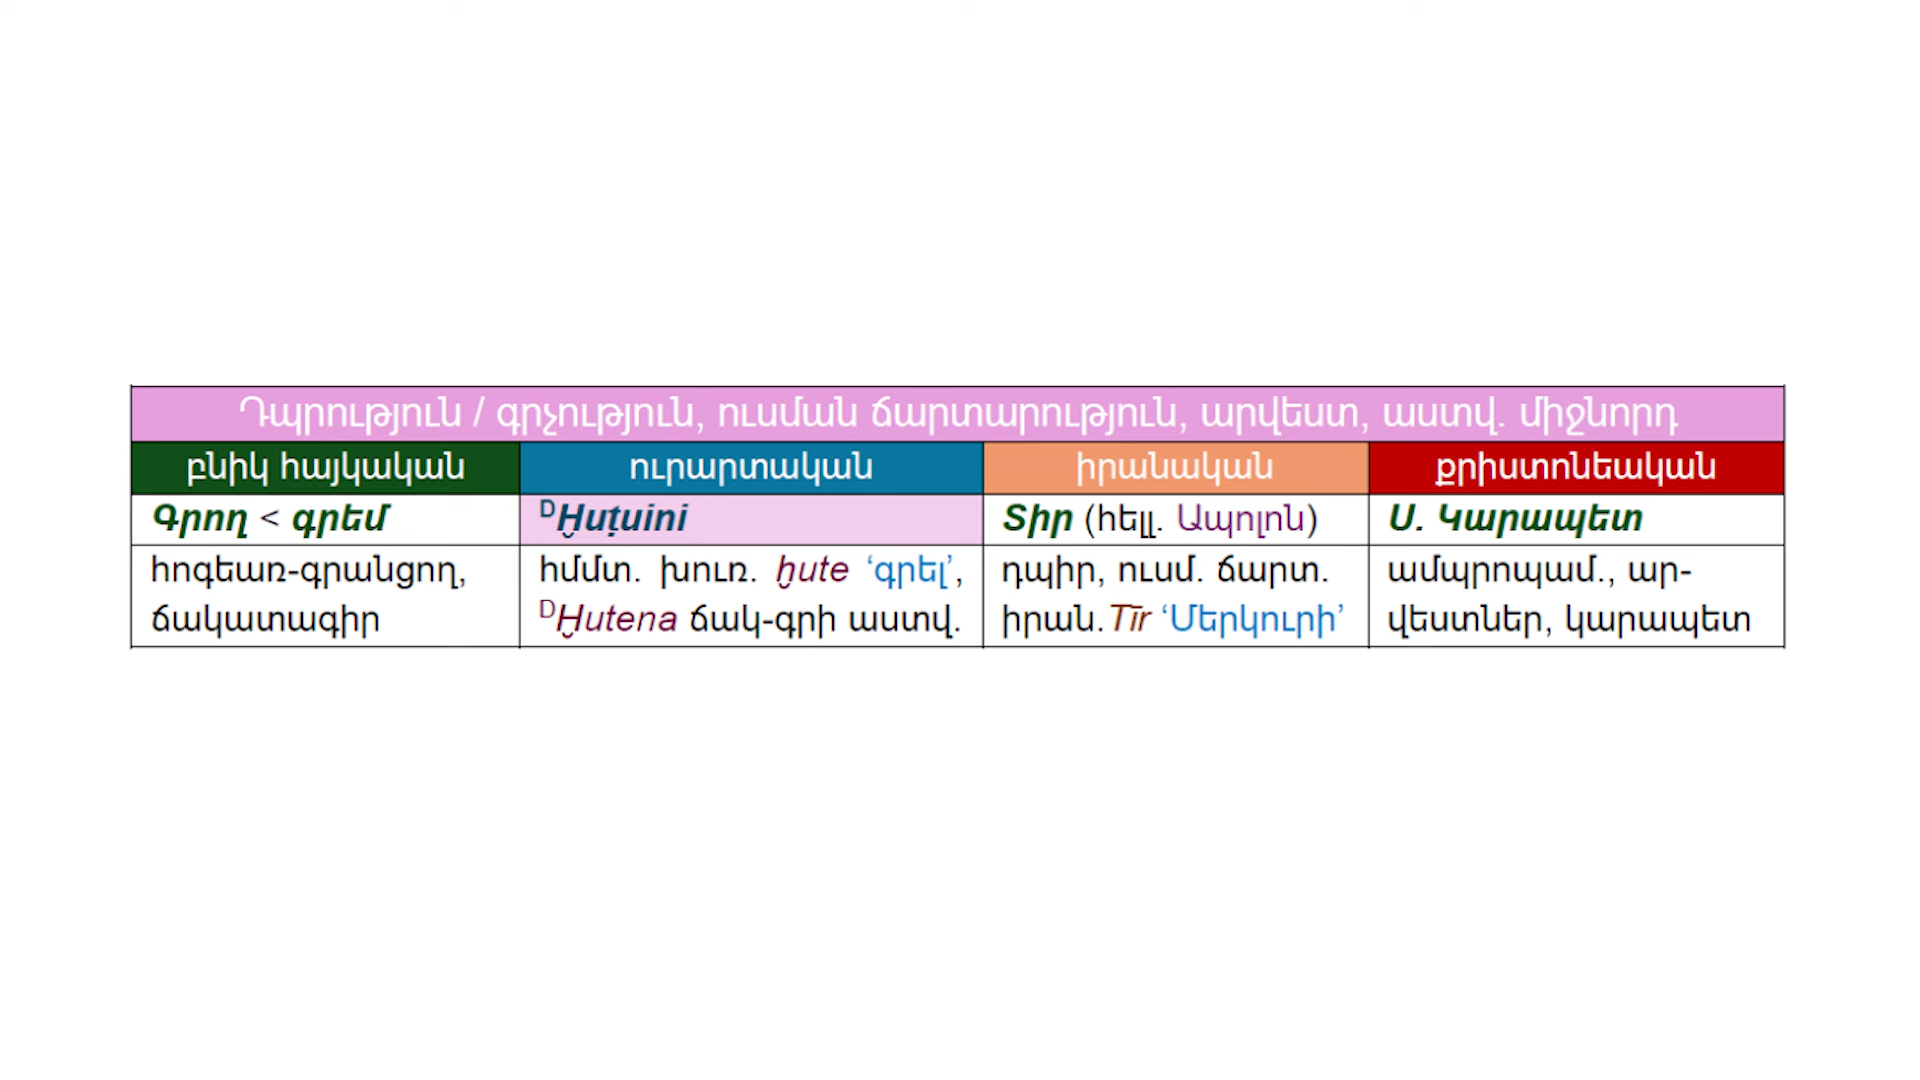 Դպրություն / գրչություն, ուսման ճարտարություն, արվեստ, աստվ. միջնորդ
բնիկ հայկական ուրարտական իրանական քրիստոնեական
Գրող < գրեմ ᴰḪuṭuini Տիր (հելլ. Ապոլոն) Ս. Կարապետ
հոգեառ-գրանցող, հմմտ. խուռ. ḫute ‘գրել’, դպիր, ուսմ. ճարտ. ամպրոպամ., ար-
ճակատագիր ᴰḪutena ճակ-գրի աստվ. իրան.Tīr ‘Մերկուրի’ վեստներ, կարապետ